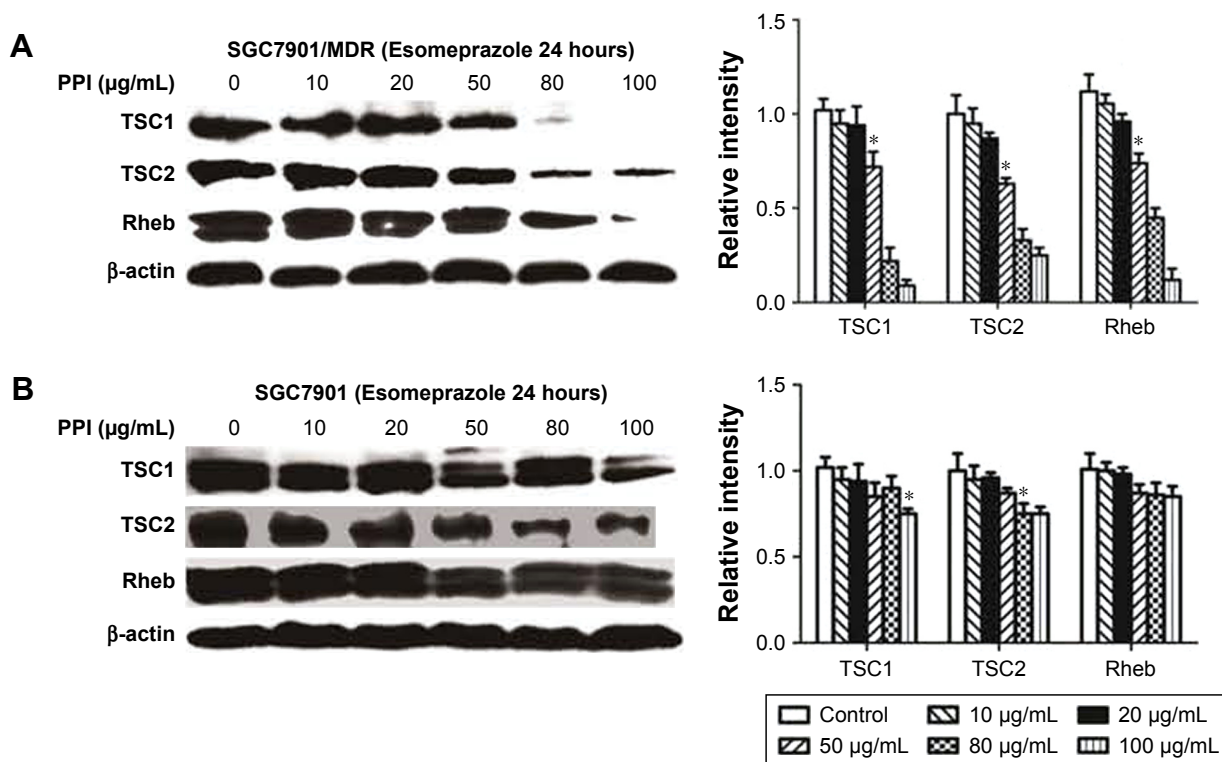 A
SGC7901/MDR (Esomeprazole 24 hours)
PPI (µg/mL) 0 10 20 50 80 100
TSC1
TSC2
Rheb
β-actin
Relative intensity
1.5
1.0
0.5
0.0
*
*
*
TSC1 TSC2 Rheb
B
SGC7901 (Esomeprazole 24 hours)
PPI (µg/mL) 0 10 20 50 80 100
TSC1
TSC2
Rheb
β-actin
Relative intensity
1.5
1.0
0.5
0.0
*
*
TSC1 TSC2 Rheb
Control 10 µg/mL 20 µg/mL
50 µg/mL 80 µg/mL 100 µg/mL